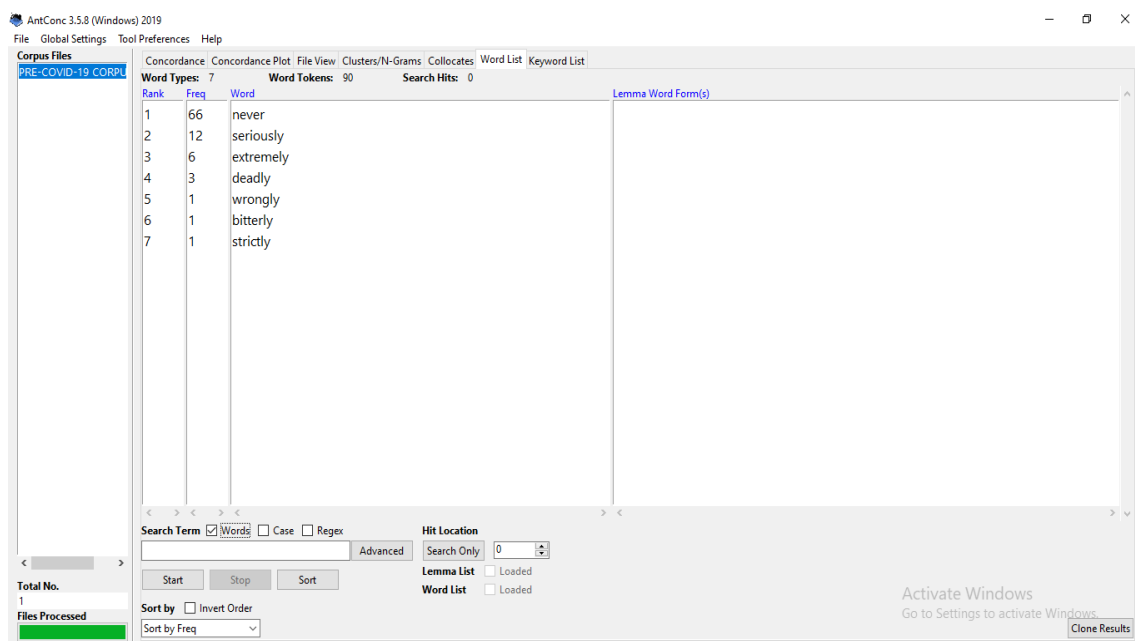 AntConc 3.5.8 (Windows) 2019
File Global Settings Tool Preferences Help
Corpus Files
PRE-COVID-19 CORPU
Concordance Concordance Plot File View Clusters/N-Grams Collocates Word List Keyword List
Word Types: 7 Word Tokens: 90 Search Hits: 0
Rank Freq Word Lemma Word Form(s)
1 66 never
2 12 seriously
3 6 extremely
4 3 deadly
5 1 wrongly
6 1 bitterly
7 1 strictly
Search Term Words Case Regex Hit Location
Advanced Search Only 0
Start Stop Sort Lemma List Loaded
Word List Loaded
Total No.
1
Files Processed
Sort by Invert Order
Sort by Freq
Activate Windows
Go to Settings to activate Windows.
Clone Results